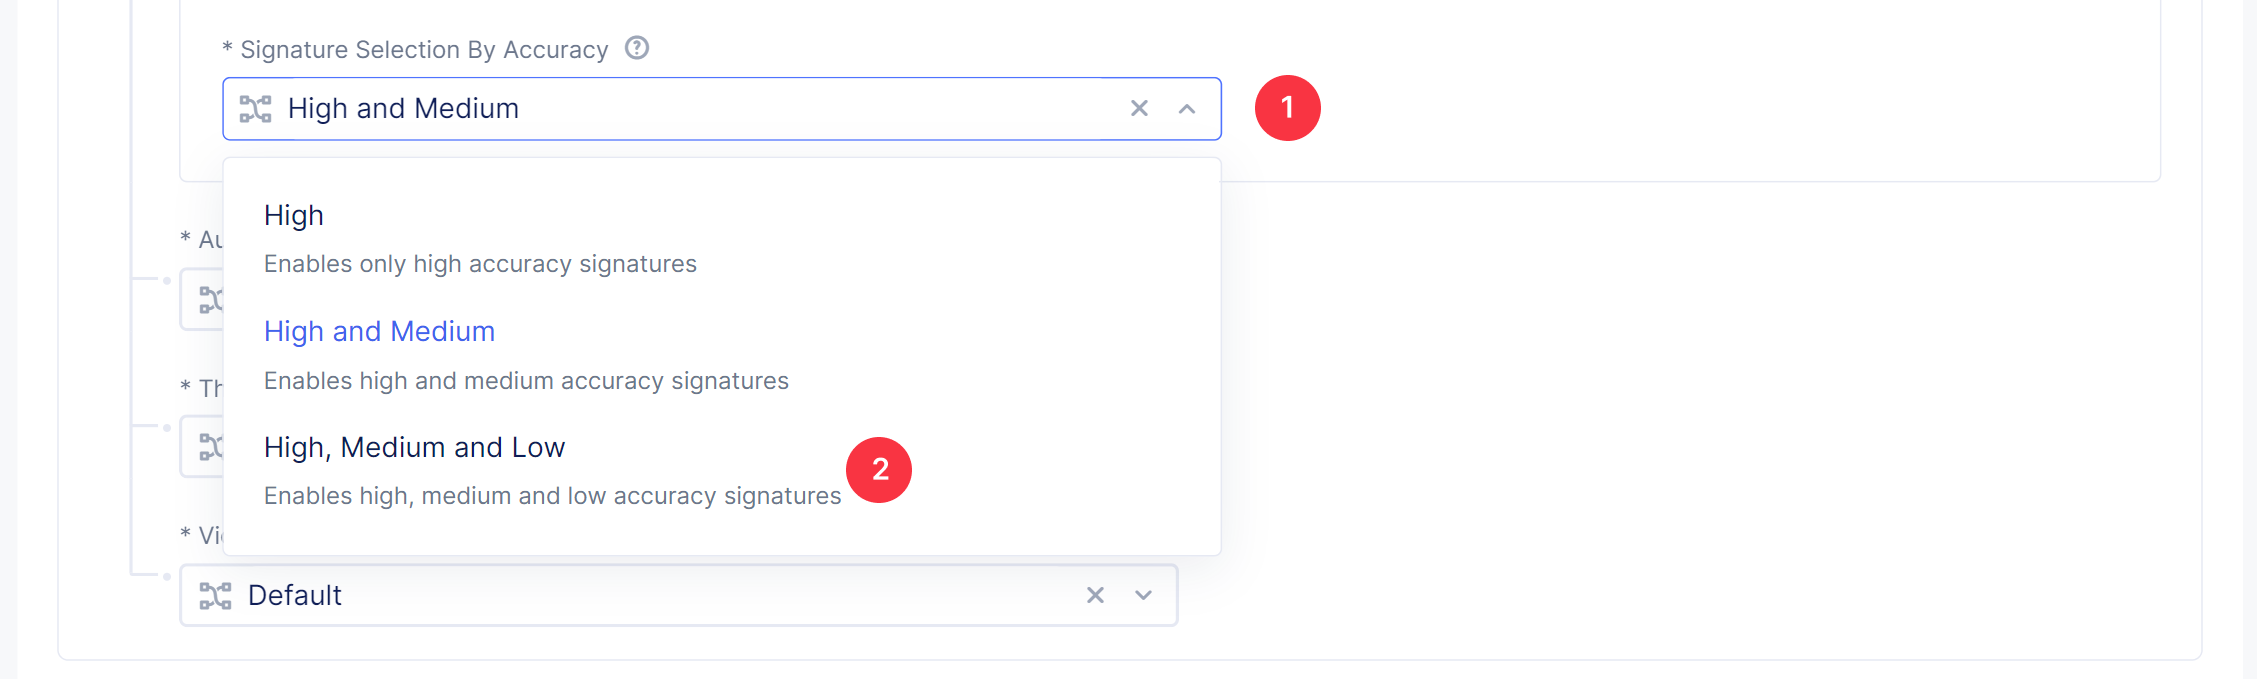 * Signature Selection By Accuracy ?
High and Medium
1
High
Enables only high accuracy signatures
High and Medium
Enables high and medium accuracy signatures
High, Medium and Low
2
Enables high, medium and low accuracy signatures
* Au
* Th
* Vi
Default